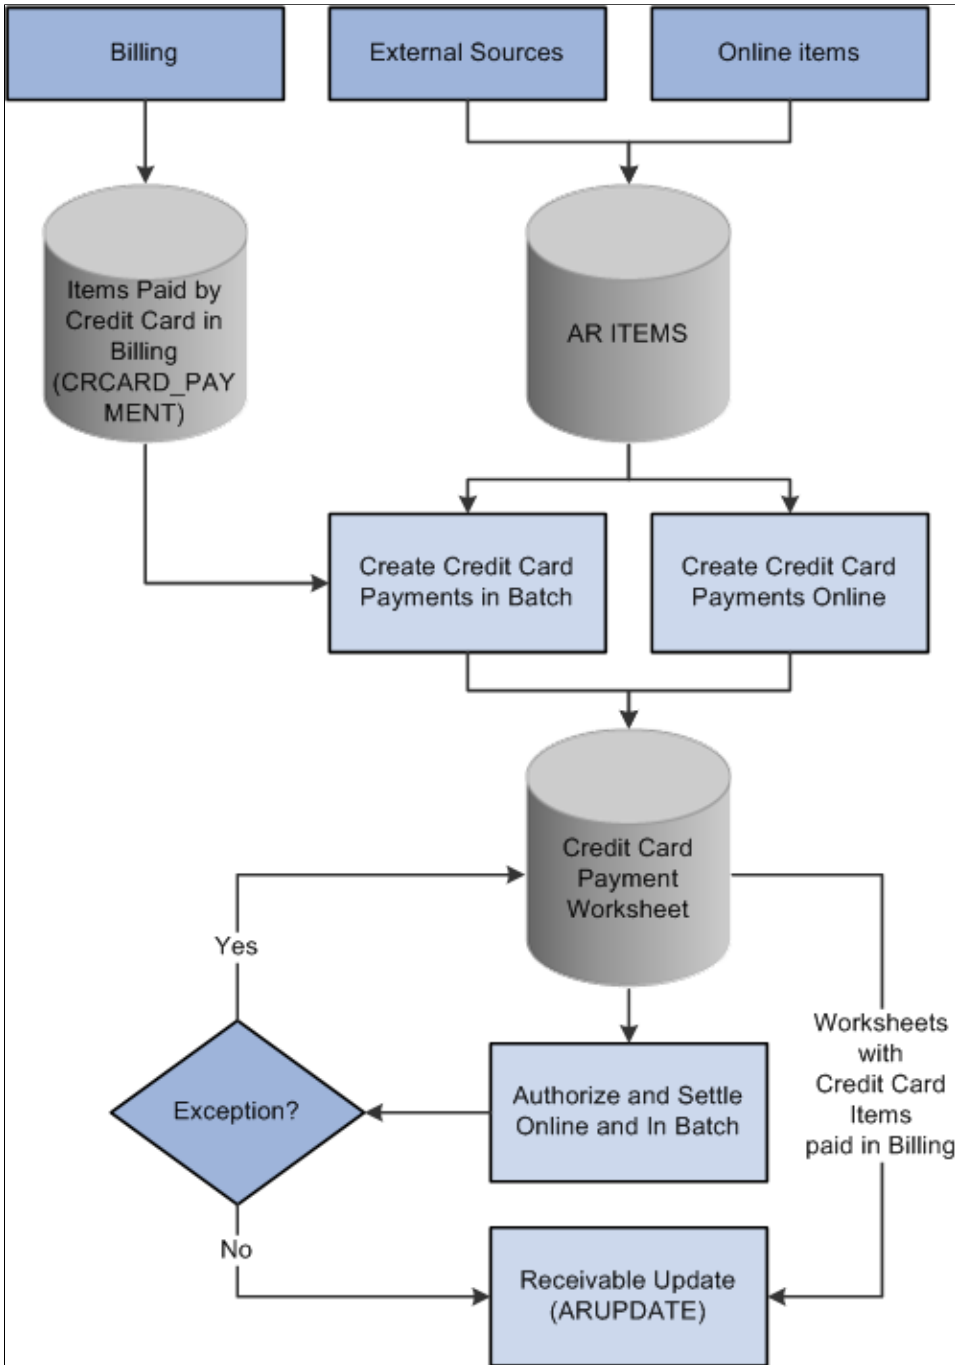 Billing
External Sources
Online items
Items Paid by
Credit Card in
Billing
(CRCARD_PAY
MENT)
AR ITEMS
Create Credit Card
Payments in Batch
Create Credit Card
Payments Online
Credit Card
Payment
Worksheet
Yes
Worksheets
with
Credit Card
Items
paid in Billing
Exception?
Authorize and Settle
Online and In Batch
No
Receivable Update
(ARUPDATE)